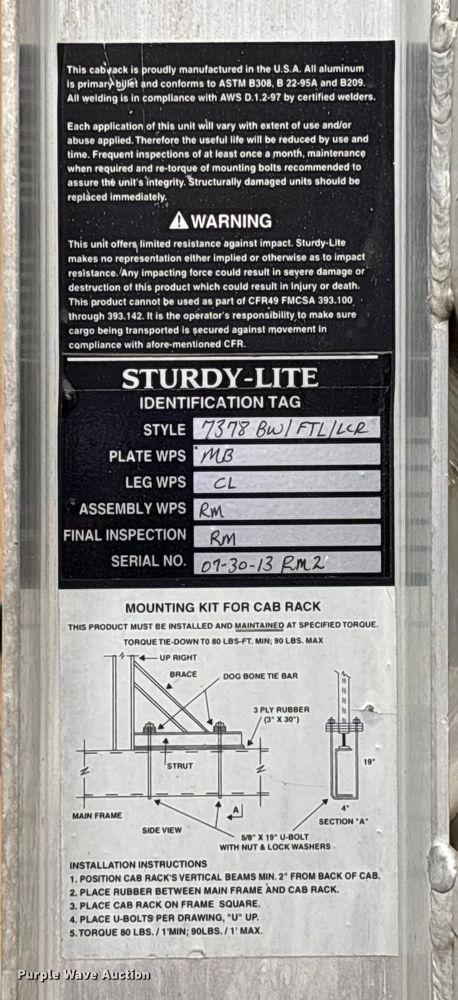 This cab rack is proudly manufactured in the U.S.A. All aluminum
is primary billet and conforms to ASTM B308, B 22-95A and B209.
All welding is in compliance with AWS D.1.2-97 by certified welders.
Each application of this unit will vary with extent of use and/or
abuse applied. Therefore the useful life will be reduced by use and
time. Frequent inspections of at least once a month, maintenance
when required and re-torque of mounting bolts recommended to
assure the unit's integrity. Structurally damaged units should be
replaced immediately.
WARNING
This unit offers limited resistance against impact. Sturdy-Lite
makes no representation either implied or otherwise as to impact
resistance. Any impacting force could result in severe damage or
destruction of this product which could result in injury or death.
This product cannot be used as part of CFR49 FMCSA 393.100
through 393.142. It is the operator's responsibility to make sure
cargo being transported is secured against movement in
compliance with afore-mentioned CFR.
STURDY-LITE
IDENTIFICATION TAG
STYLE 7378 BW/FTL/LCR
PLATE WPS MB
LEG WPS CL
ASSEMBLY WPS RM
FINAL INSPECTION RM
SERIAL NO. 07-30-13 RM2
MOUNTING KIT FOR CAB RACK
THIS PRODUCT MUST BE INSTALLED AND MAINTAINED AT SPECIFIED TORQUE.
TORQUE TIE-DOWN TO 80 LBS-FT. MIN; 90 LBS. MAX
UP RIGHT
BRACE
DOG BONE TIE BAR
3 PLY RUBBER
(3" X 30")
STRUT
19"
4"
MAIN FRAME
A
SECTION "A"
SIDE VIEW
5/8" X 19" U-BOLT
WITH NUT & LOCK WASHERS
INSTALLATION INSTRUCTIONS
1. POSITION CAB RACK'S VERTICAL BEAMS MIN. 2" FROM BACK OF CAB.
2. PLACE RUBBER BETWEEN MAIN FRAME AND CAB RACK.
3. PLACE CAB RACK ON FRAME SQUARE.
4. PLACE U-BOLTS PER DRAWING, "U" UP.
5. TORQUE 80 LBS. / 1'MIN; 90LBS. / 1' MAX.
Purple Wave Auction